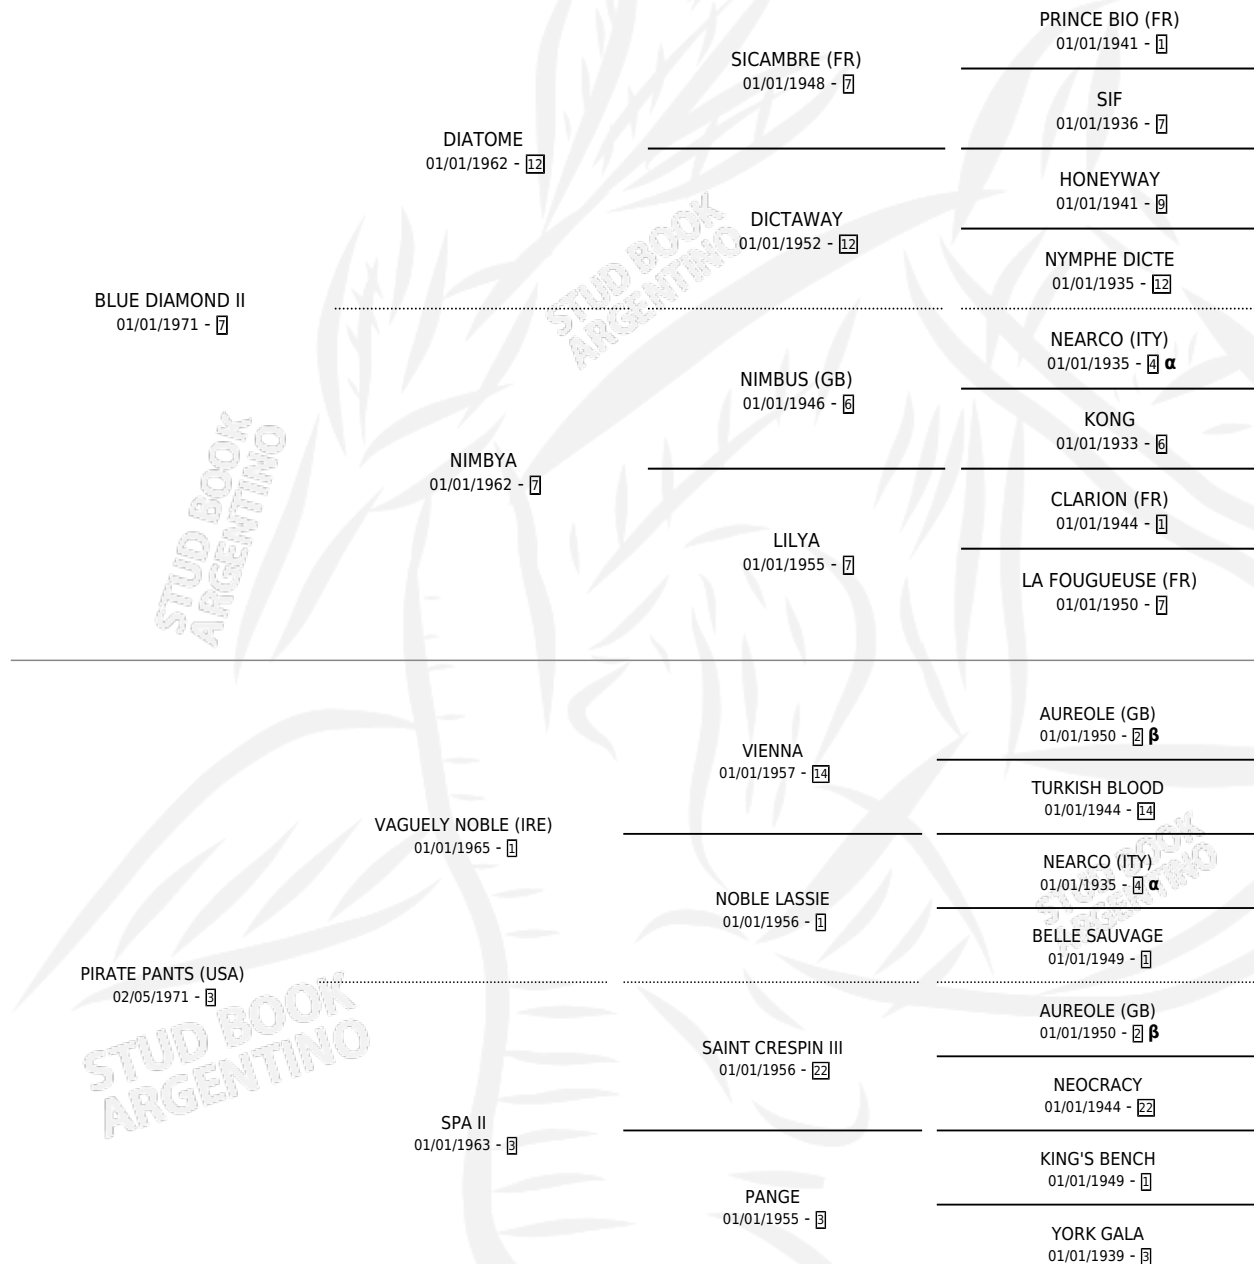 PRINCE BIO (FR)
01/01/1941 - 1
SICAMBRE (FR)
01/01/1948 - 7
SIF
01/01/1936 - 7
DIATOME
01/01/1962 - 12
HONEYWAY
01/01/1941 - 9
DICTAWAY
01/01/1952 - 12
NYMPHE DICTE
01/01/1935 - 12
BLUE DIAMOND II
01/01/1971 - 7
NEARCO (ITY)
01/01/1935 - 4 α
NIMBUS (GB)
01/01/1946 - 6
KONG
01/01/1933 - 6
NIMBYA
01/01/1962 - 7
CLARION (FR)
01/01/1944 - 1
LILYA
01/01/1955 - 7
LA FOUGUEUSE (FR)
01/01/1950 - 7
AUREOLE (GB)
01/01/1950 - 2 β
VIENNA
01/01/1957 - 14
TURKISH BLOOD
01/01/1944 - 14
VAGUELY NOBLE (IRE)
01/01/1965 - 1
NEARCO (ITY)
01/01/1935 - 4 α
NOBLE LASSIE
01/01/1956 - 1
BELLE SAUVAGE
01/01/1949 - 1
PIRATE PANTS (USA)
02/05/1971 - 3
AUREOLE (GB)
01/01/1950 - 2 β
SAINT CRESPIN III
01/01/1956 - 22
NEOCRACY
01/01/1944 - 22
SPA II
01/01/1963 - 3
KING'S BENCH
01/01/1949 - 1
PANGE
01/01/1955 - 3
YORK GALA
01/01/1939 - 3
STUD BOOK
ARGENTINO
STUD BOOK
ARGENTINO
STUD BOOK
ARGENTINO
STUD BOOK
ARGENTINO